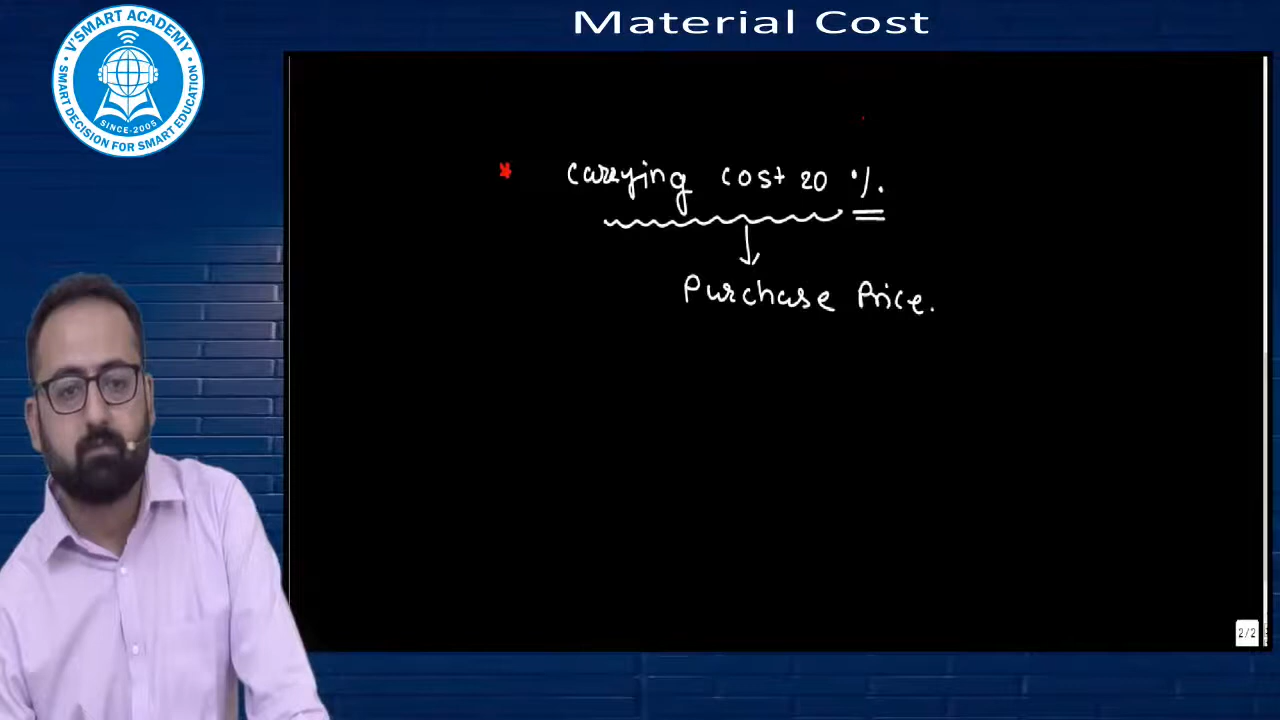 Material Cost
V'SMART ACADEMY
SMART DECISION FOR SMART EDUCATION
SINCE-2005
* Carrying cost 20 %.
Purchase Price.
2/2